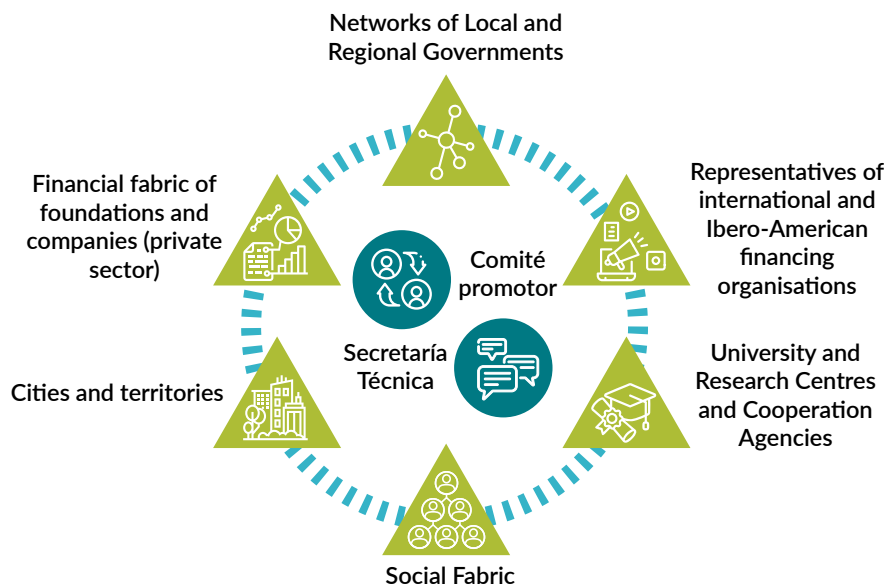 Networks of Local and
Regional Governments
Financial fabric of
foundations and
companies (private
sector)
Representatives of
international and
Ibero-American
financing
organisations
Comité
promotor
Secretaría
Técnica
Cities and territories
University and
Research Centres
and Cooperation
Agencies
Social Fabric